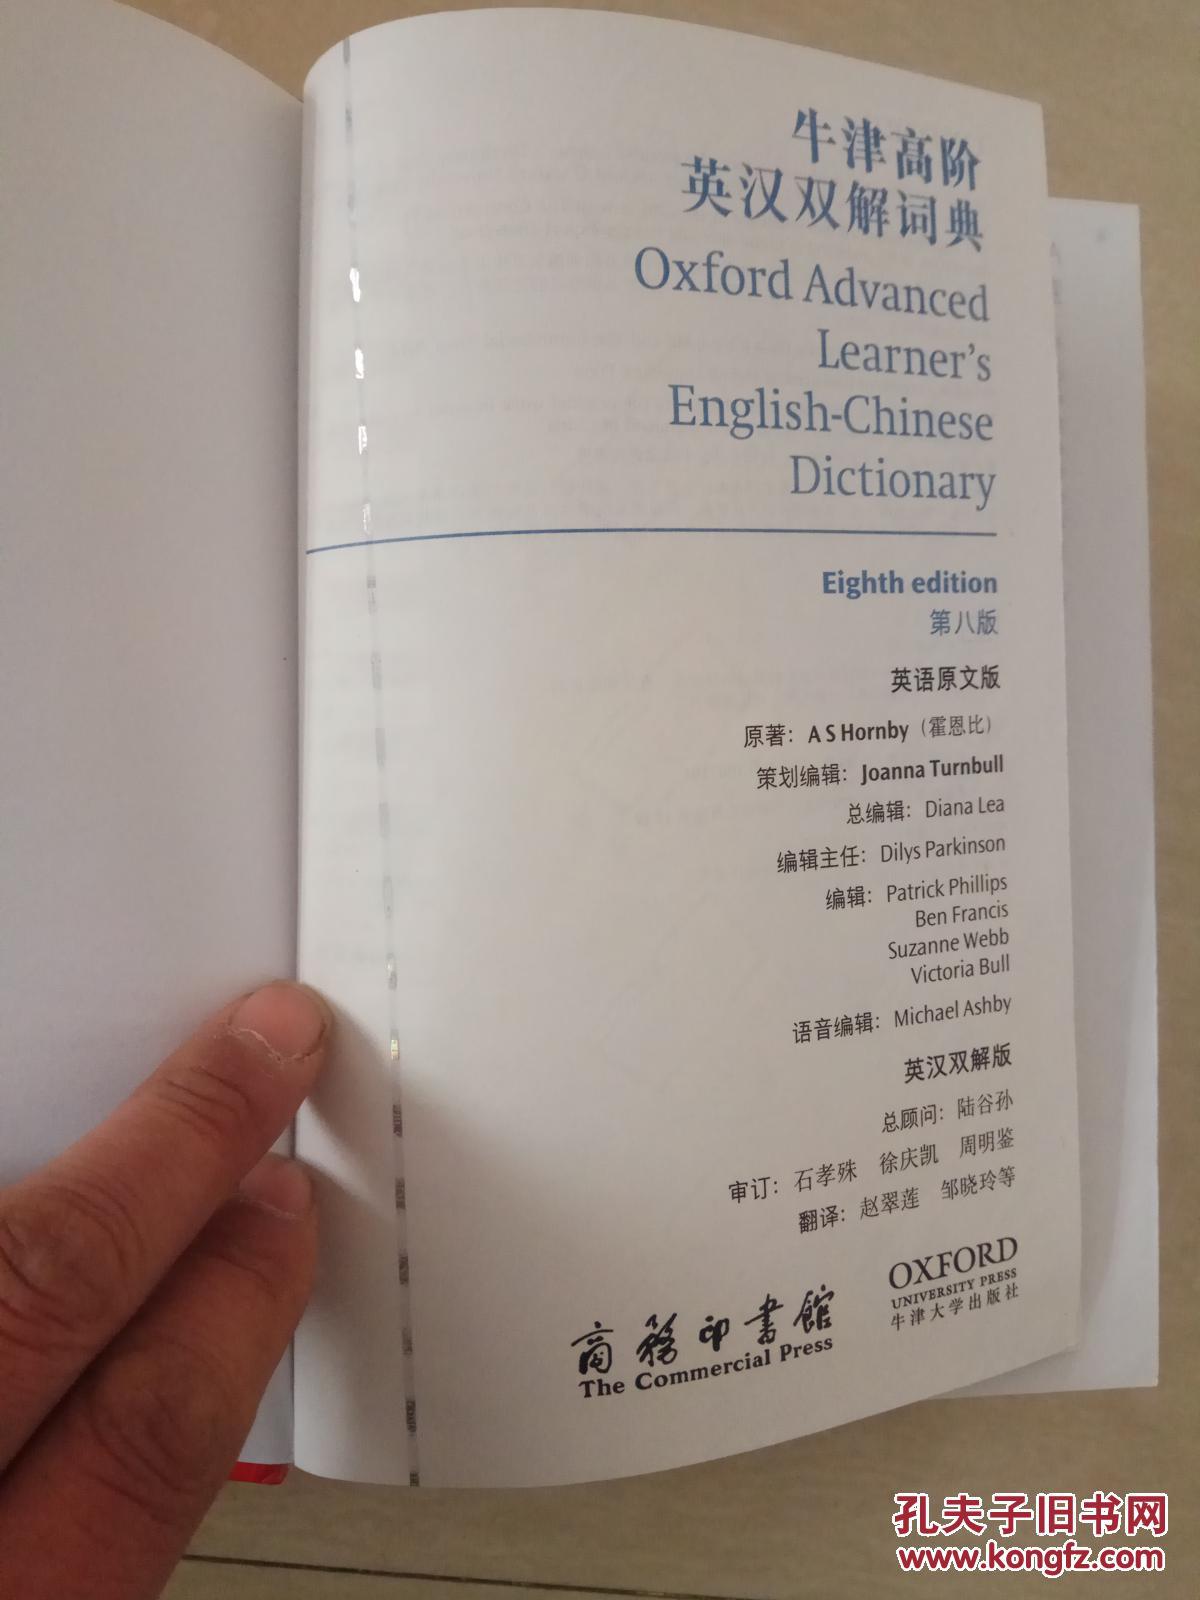 牛津高阶
英汉双解词典
Oxford Advanced
Learner's
English-Chinese
Dictionary
Eighth edition
第八版
英语原文版
原著：A S Hornby（霍恩比）
策划编辑：Joanna Turnbull
总编辑：Diana Lea
编辑主任：Dilys Parkinson
编辑：Patrick Phillips
Ben Francis
Suzanne Webb
Victoria Bull
语音编辑：Michael Ashby
英汉双解版
总顾问：陆谷孙
审订：石孝殊 徐庆凯 周明鉴
翻译：赵翠莲 邹晓玲等
商務印書館
The Commercial Press
OXFORD
UNIVERSITY PRESS
牛津大学出版社
孔夫子旧书网
www.kongfz.com